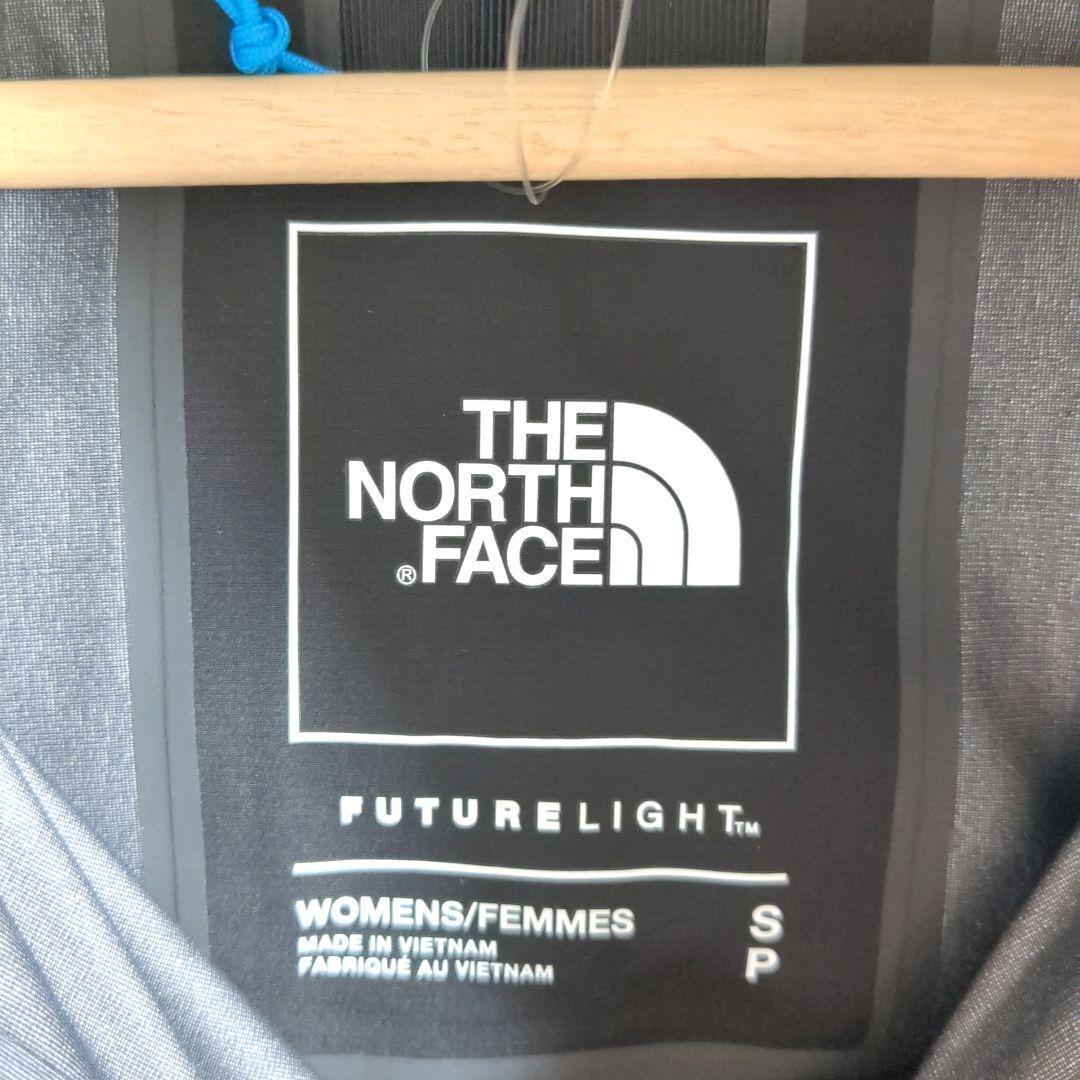 THE
NORTH
®FACE
FUTURELIGHT™
WOMENS/FEMMES S
MADE IN VIETNAM
FABRIQUÉ AU VIETNAM P